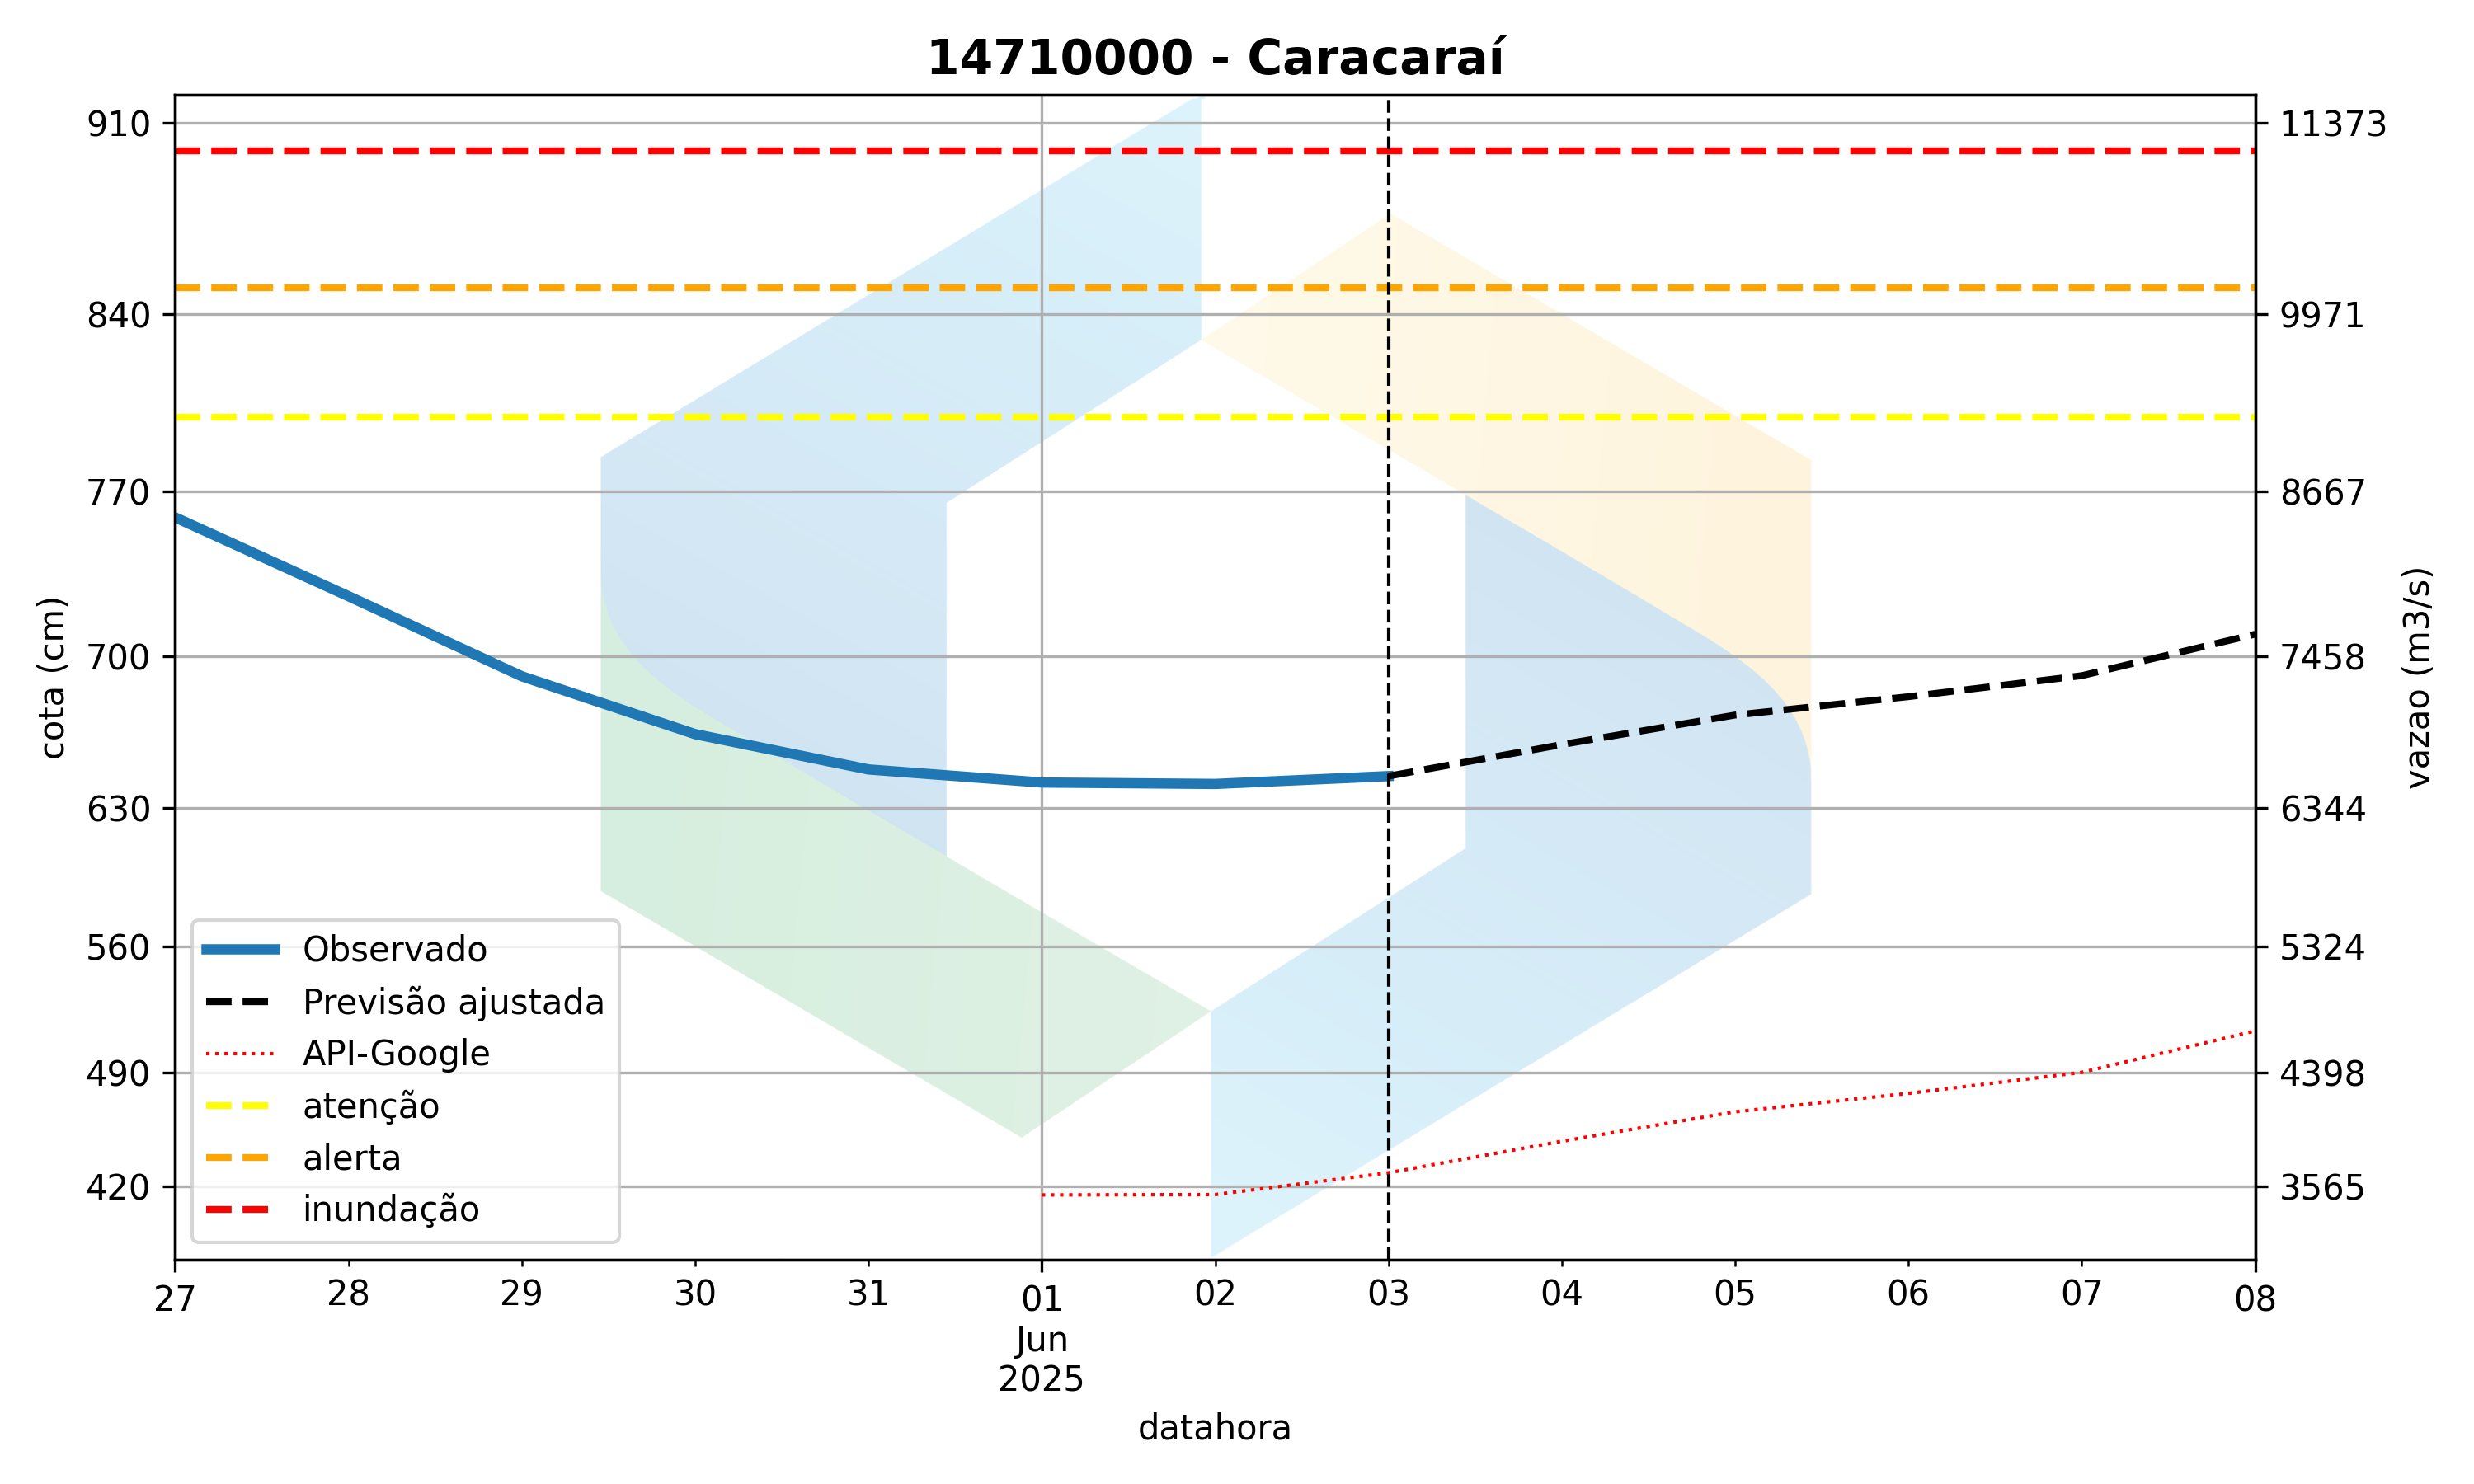 14710000 - Caracaraí
910
840
770
700
630
560
490
420
cota (cm)
11373
9971
8667
7458
6344
5324
4398
3565
vazao (m3/s)
Observado
Previsão ajustada
API-Google
atenção
alerta
inundação
27 28 29 30 31 01 02 03 04 05 06 07 08
Jun
2025
datahora